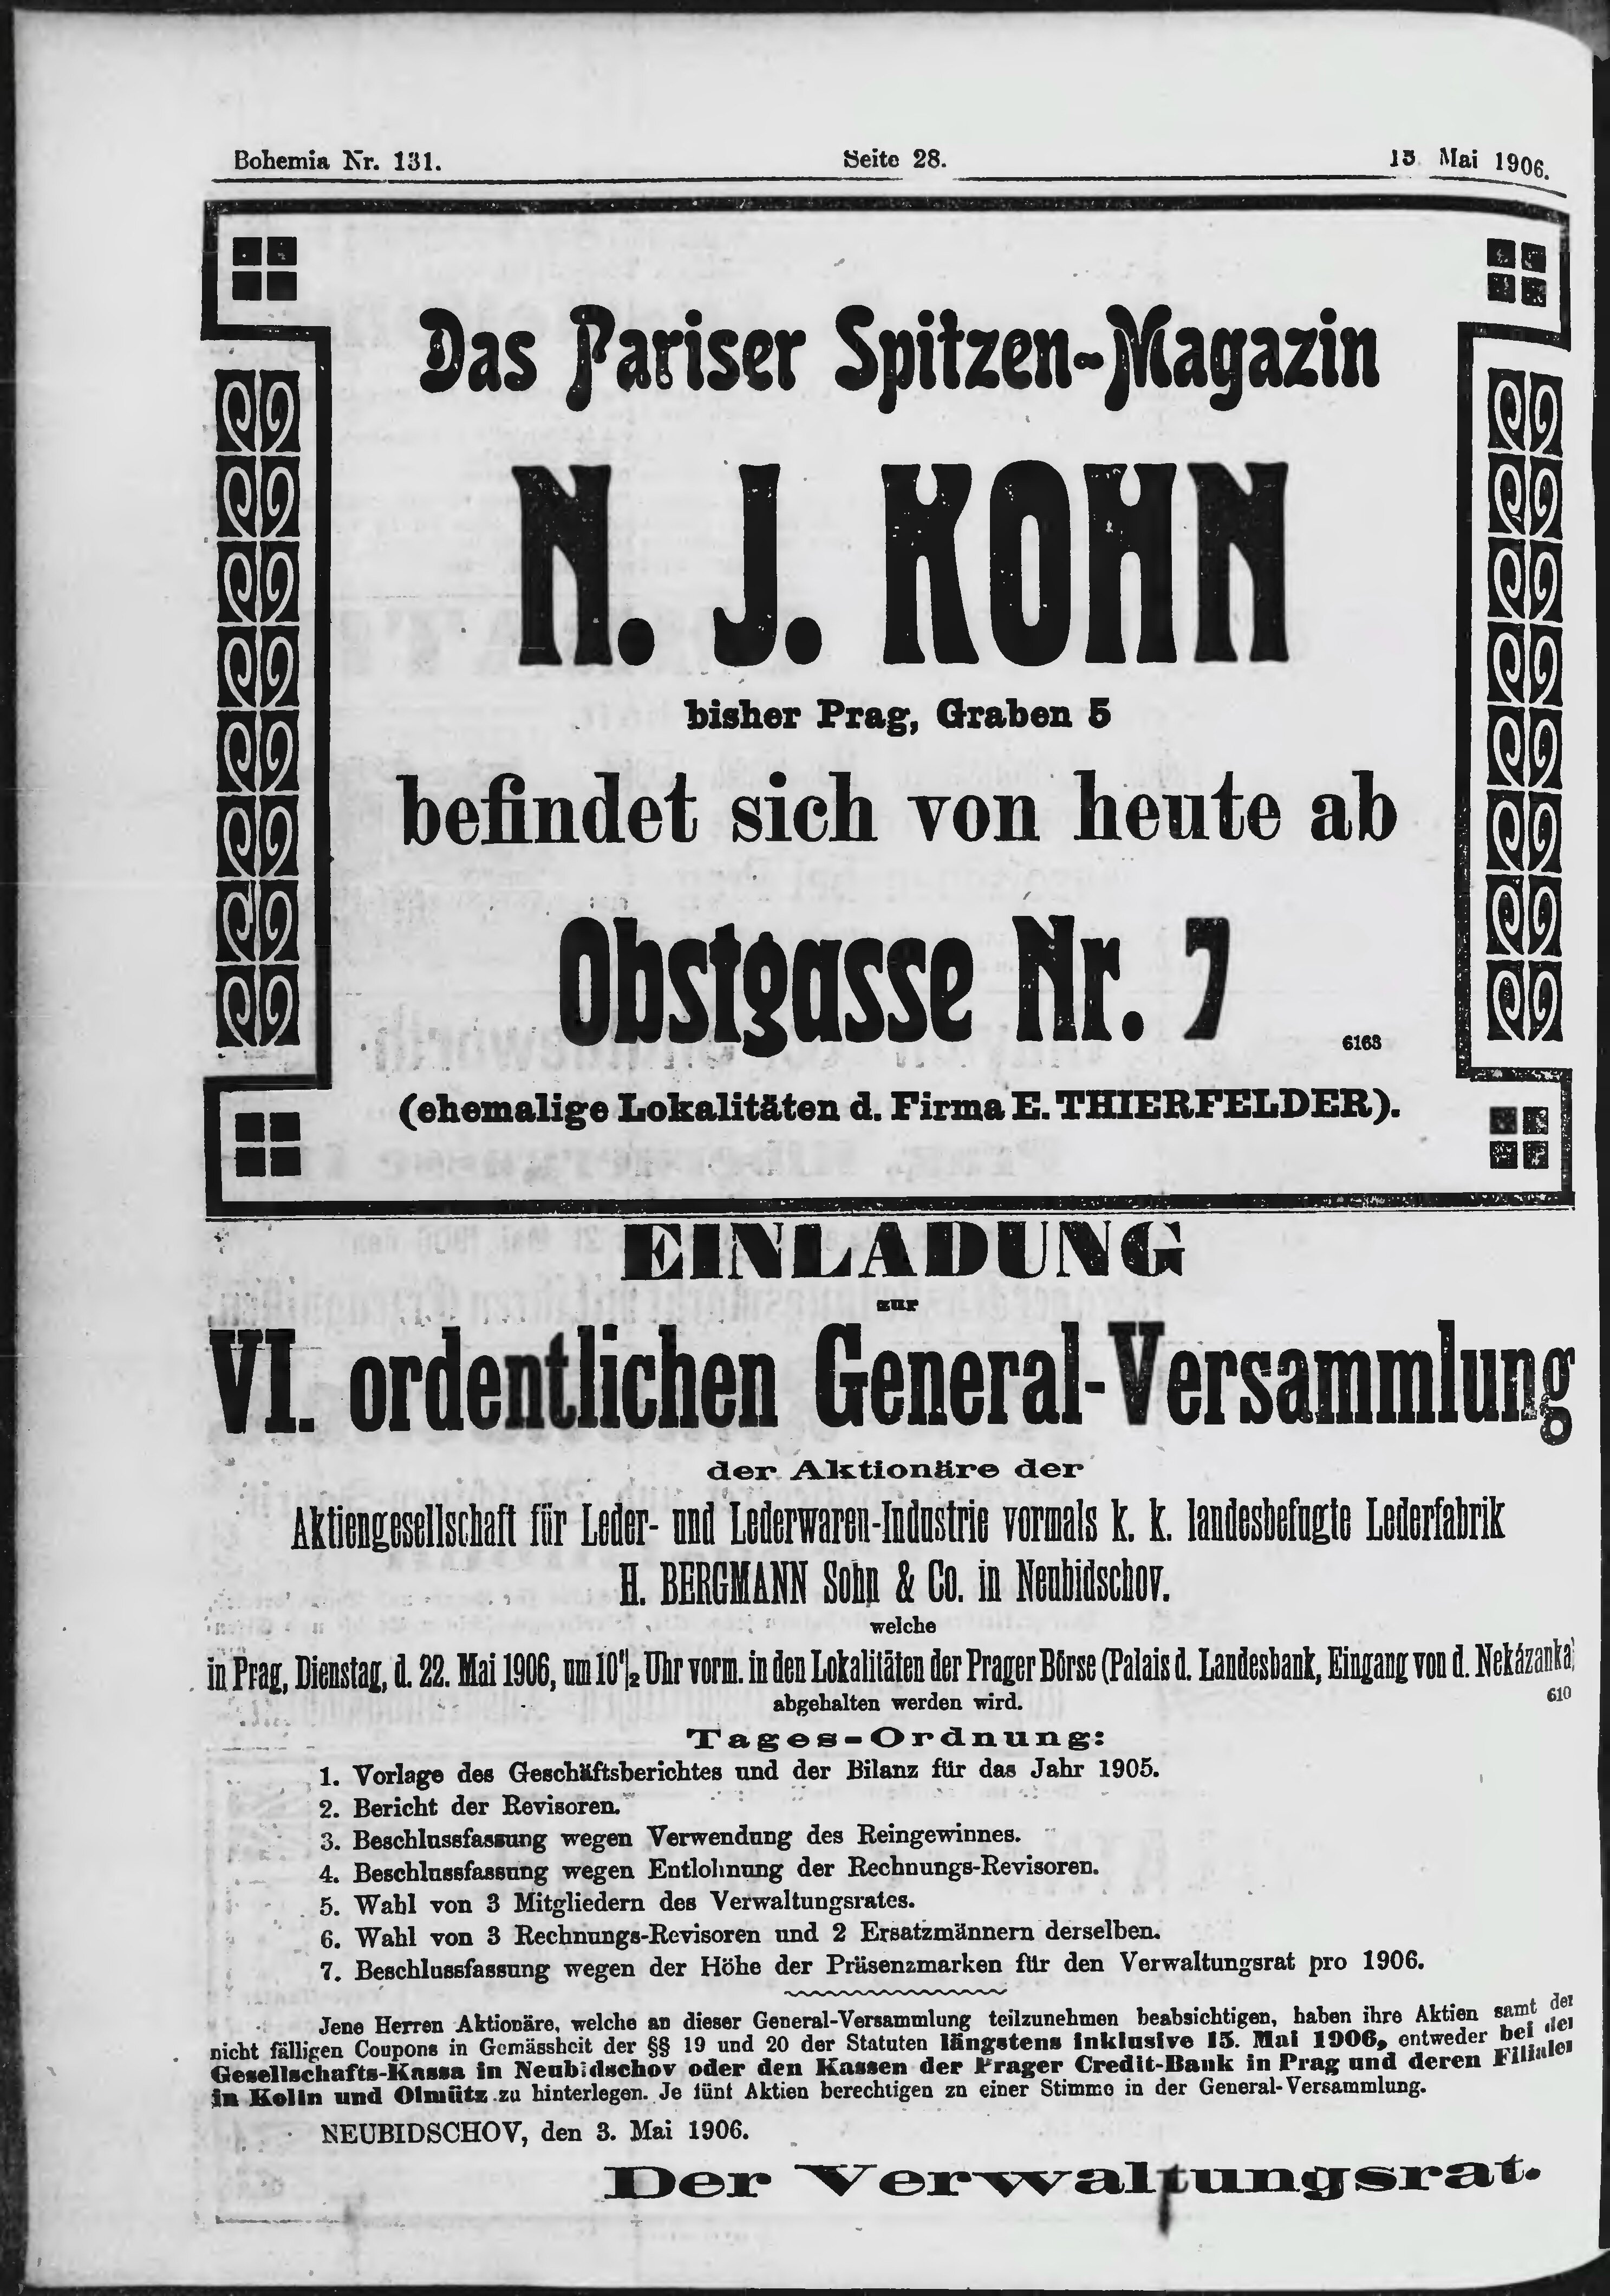 Bohemia Nr. 131. Seite 28. 13 Mai 1906.
Das Pariser Spitzen-Magazin
N. J. KOHN
bisher Prag, Graben 5
befindet sich von heute ab
Obstgasse Nr. 7
6163
(ehemalige Lokalitäten d. Firma E. THIERFELDER).
EINLADUNG
zur
VI. ordentlichen General-Versammlung
der Aktionäre der
Aktiengesellschaft für Leder- und Lederwaren-Industrie vormals k. k. landesbefugte Lederfabrik
H. BERGMANN Sohn & Co. in Neubidschov.
welche
in Prag, Dienstag, d. 22. Mai 1906, um 10 1/2 Uhr vorm. in den Lokalitäten der Prager Börse (Palais d. Landesbank, Eingang von d. Nekázanka)
abgehalten werden wird. 610
Tages-Ordnung:
1. Vorlage des Geschäftsberichtes und der Bilanz für das Jahr 1905.
2. Bericht der Revisoren.
3. Beschlussfassung wegen Verwendung des Reingewinnes.
4. Beschlussfassung wegen Entlohnung der Rechnungs-Revisoren.
5. Wahl von 3 Mitgliedern des Verwaltungsrates.
6. Wahl von 3 Rechnungs-Revisoren und 2 Ersatzmännern derselben.
7. Beschlussfassung wegen der Höhe der Präsenzmarken für den Verwaltungsrat pro 1906.
Jene Herren Aktionäre, welche an dieser General-Versammlung teilzunehmen beabsichtigen, haben ihre Aktien samt der
nicht fälligen Coupons in Gemässheit der §§ 19 und 20 der Statuten längstens inklusive 15. Mai 1906, entweder bei der
Gesellschafts-Kassa in Neubidschov oder den Kassen der Prager Credit-Bank in Prag und deren Filialen
in Kolin und Olmütz zu hinterlegen. Je fünf Aktien berechtigen zu einer Stimme in der General-Versammlung.
NEUBIDSCHOV, den 3. Mai 1906.
Der Verwaltungsrat.